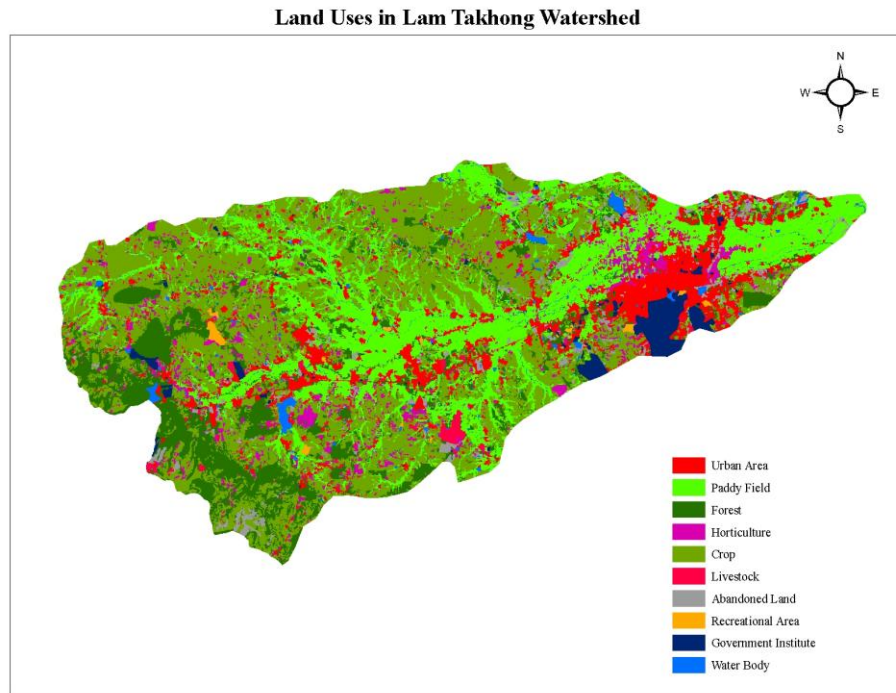 Land Uses in Lam Takhong Watershed
N
W E
S
Urban Area
Paddy Field
Forest
Horticulture
Crop
Livestock
Abandoned Land
Recreational Area
Government Institute
Water Body